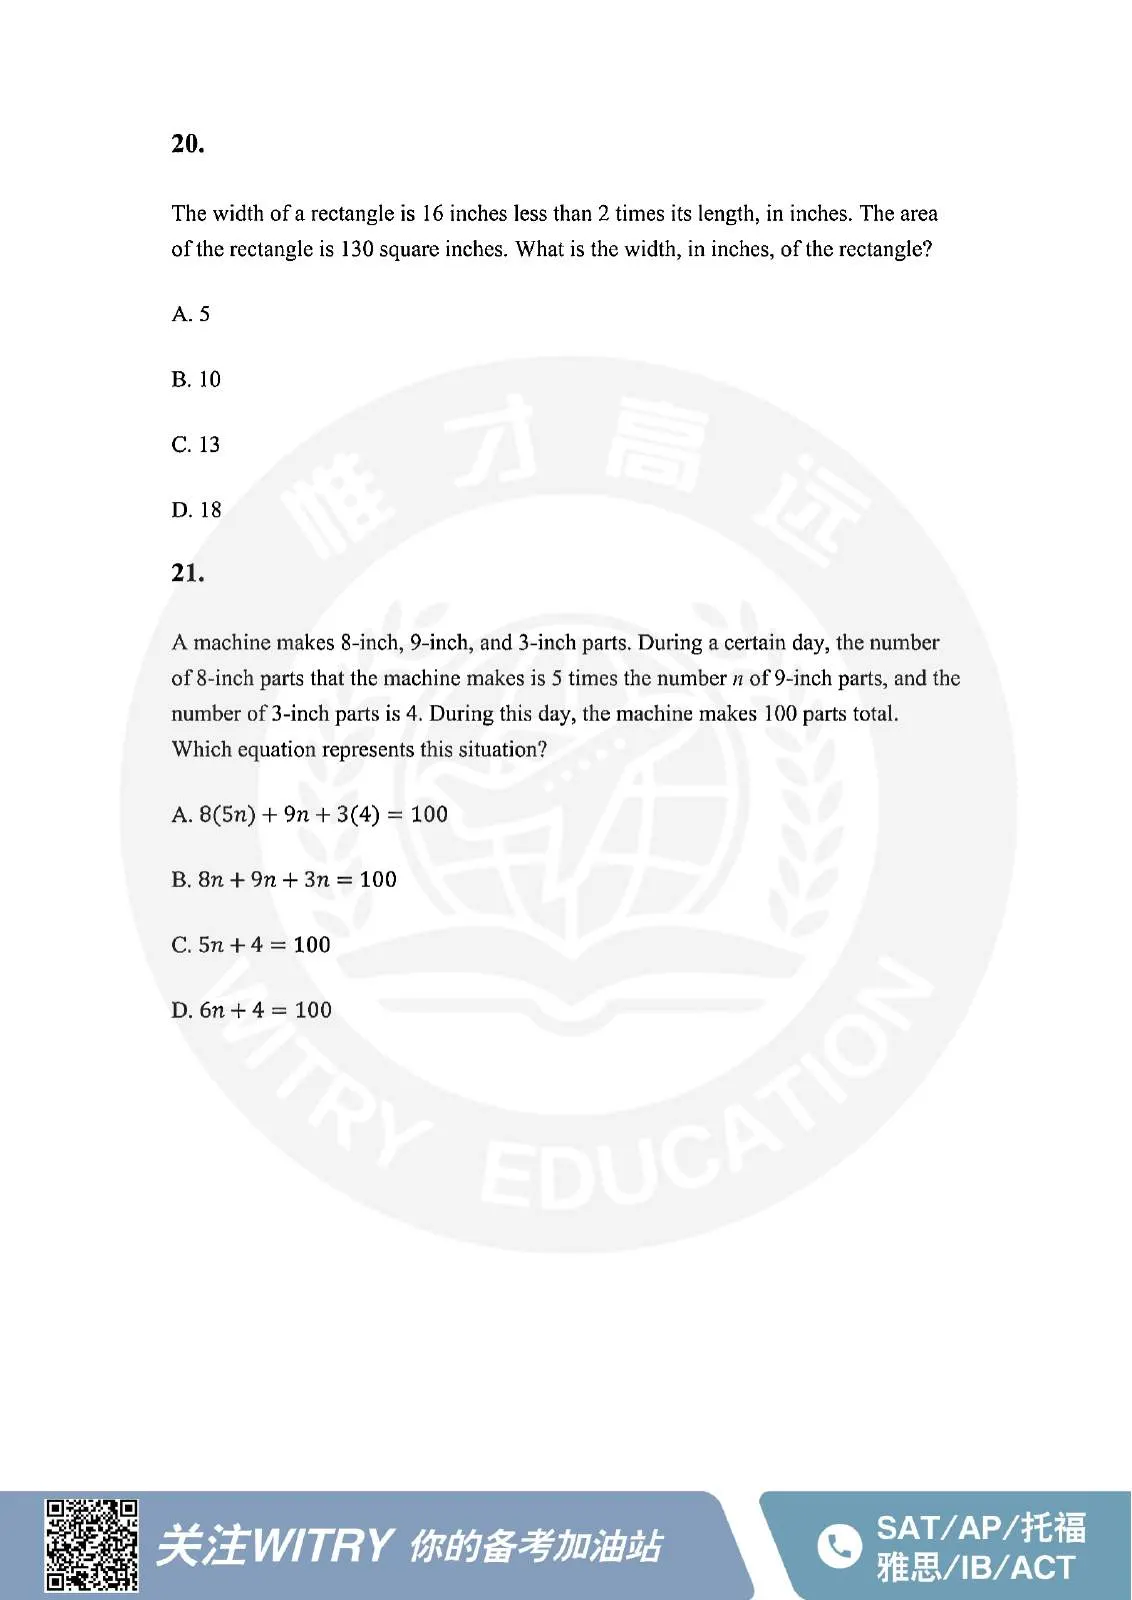 20.
The width of a rectangle is 16 inches less than 2 times its length, in inches. The area
of the rectangle is 130 square inches. What is the width, in inches, of the rectangle?
A. 5
B. 10
C. 13
D. 18
21.
A machine makes 8-inch, 9-inch, and 3-inch parts. During a certain day, the number
of 8-inch parts that the machine makes is 5 times the number n of 9-inch parts, and the
number of 3-inch parts is 4. During this day, the machine makes 100 parts total.
Which equation represents this situation?
A. 8(5n) + 9n + 3(4) = 100
B. 8n + 9n + 3n = 100
C. 5n + 4 = 100
D. 6n + 4 = 100
惟才高远
WITRY EDUCATION
关注WITRY 你的备考加油站
SAT/AP/托福
雅思/IB/ACT